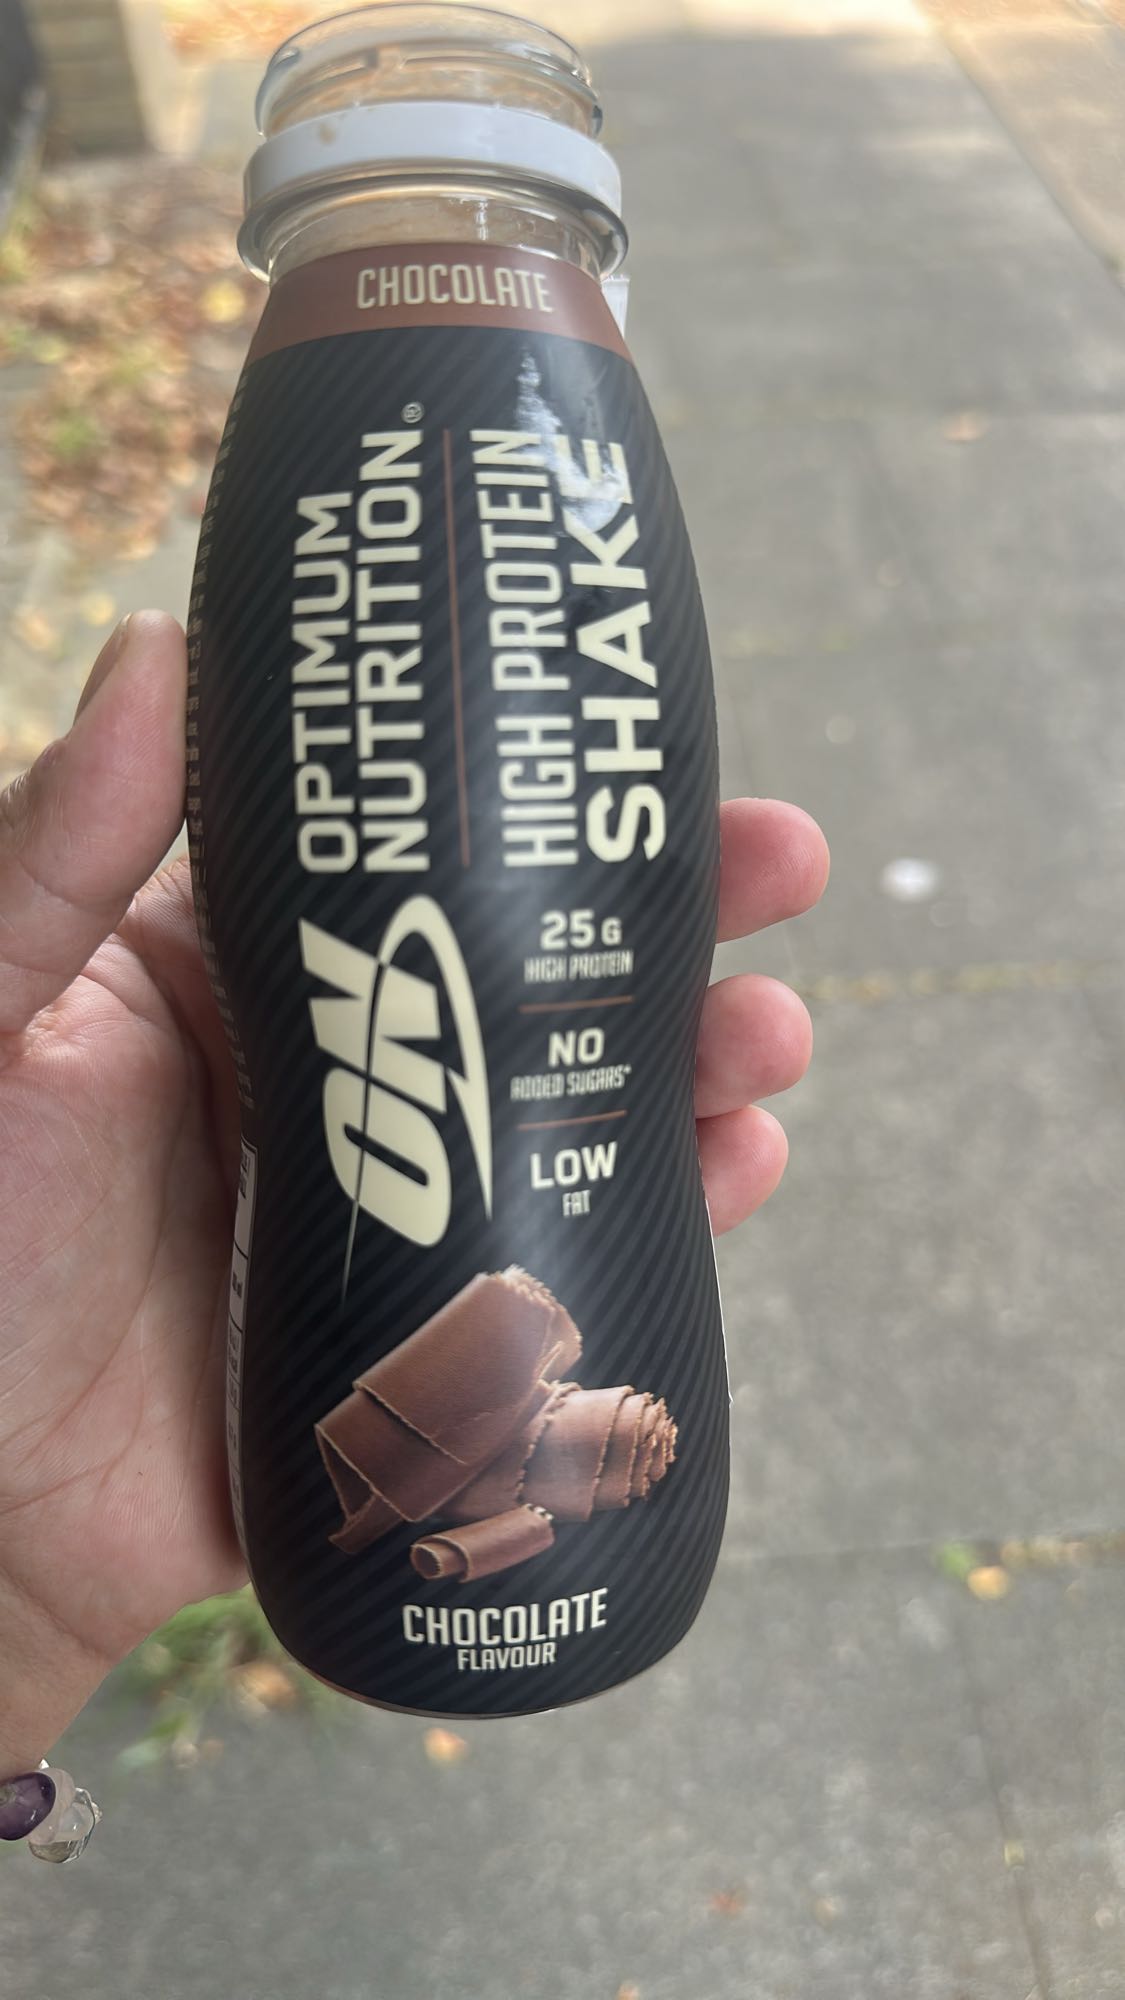 CHOCOLATE
OPTIMUM
NUTRITION®
HIGH PROTEIN
SHAKE
ON
25 G
HIGH PROTEIN
NO
ADDED SUGARS*
LOW
FAT
CHOCOLATE
FLAVOUR